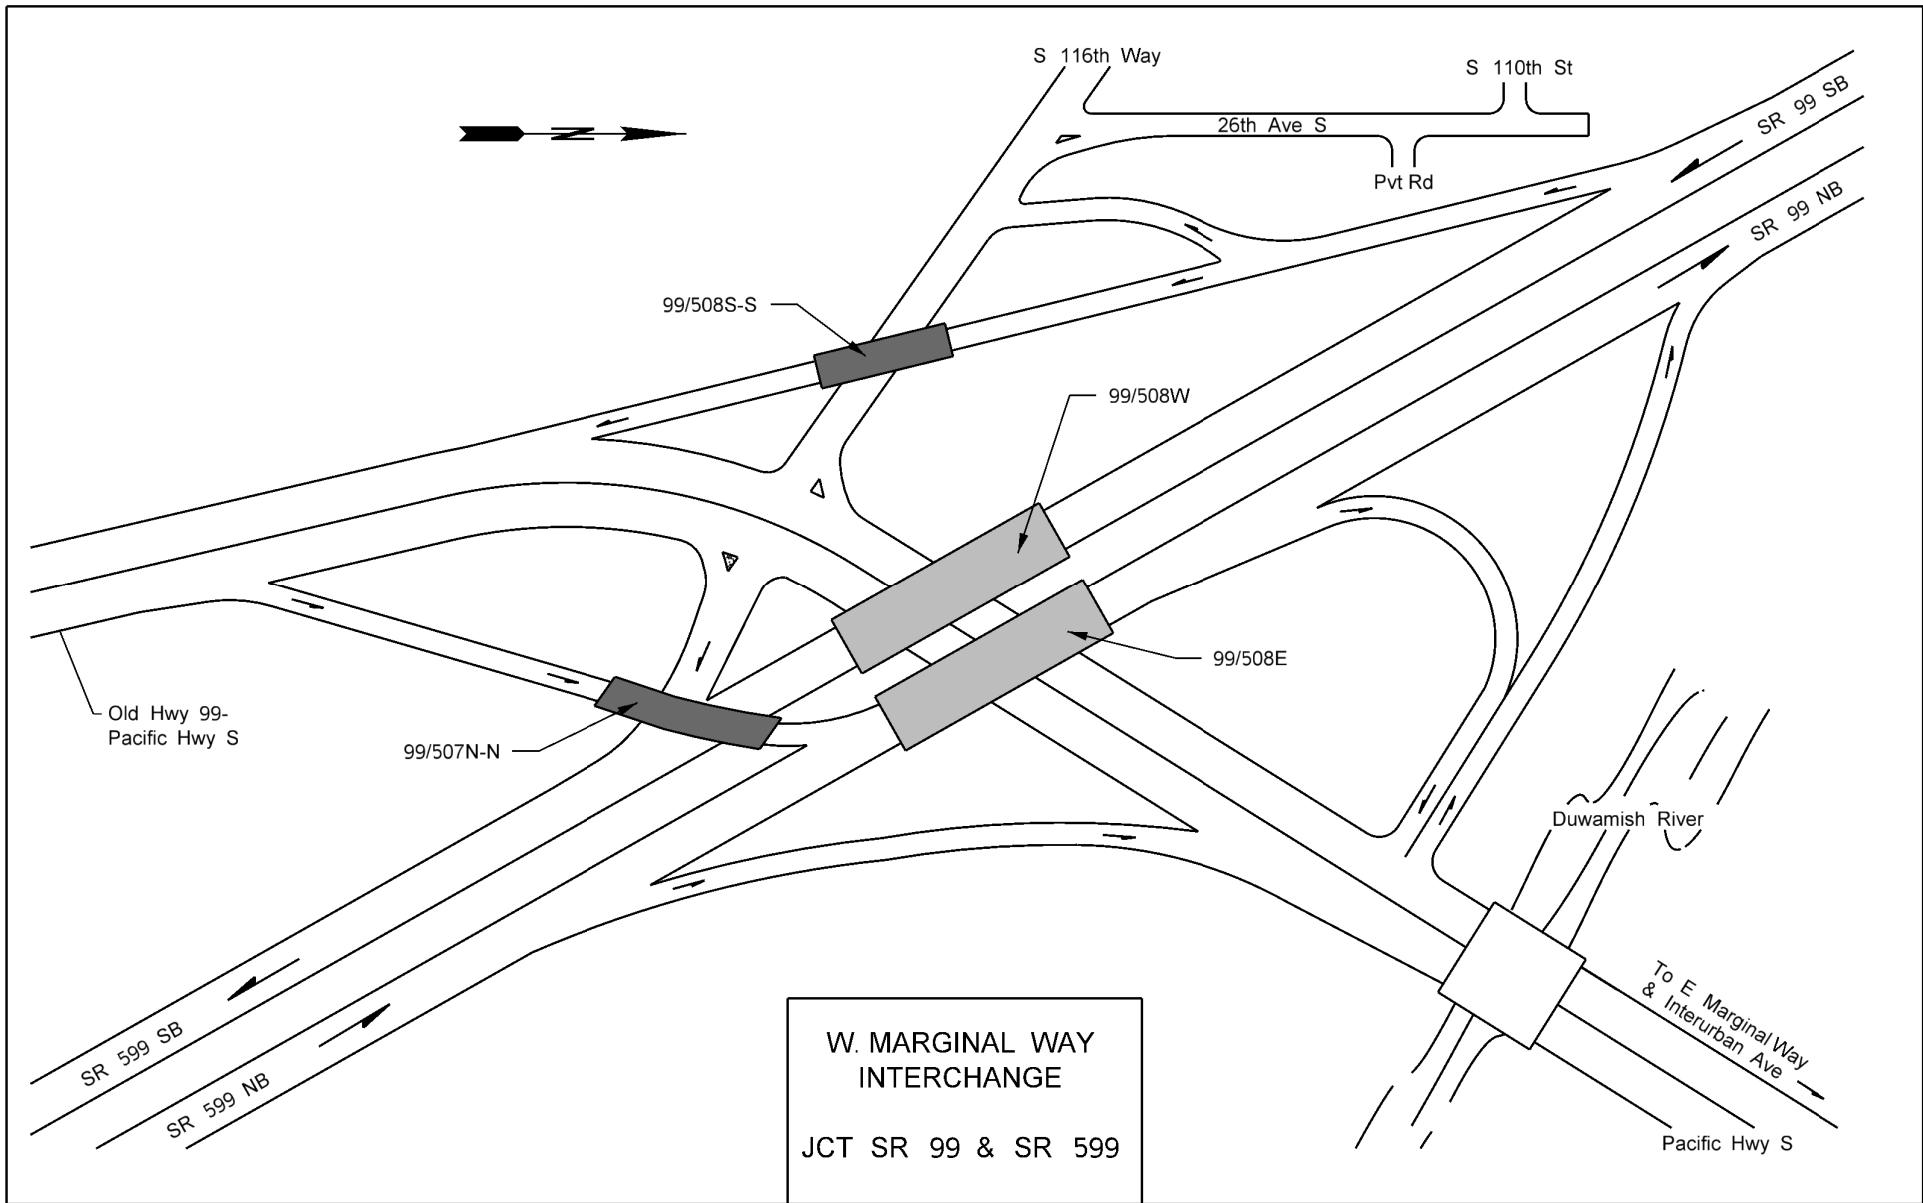 S 116th Way
S 110th St
SR 99 SB
26th Ave S
Pvt Rd
SR 99 NB
N
99/508S-S
99/508W
99/508E
Old Hwy 99-
Pacific Hwy S
99/507N-N
Duwamish River
To E Marginal Way
& Interurban Ave
SR 599 SB
SR 599 NB
W. MARGINAL WAY
INTERCHANGE
JCT SR 99 & SR 599
Pacific Hwy S